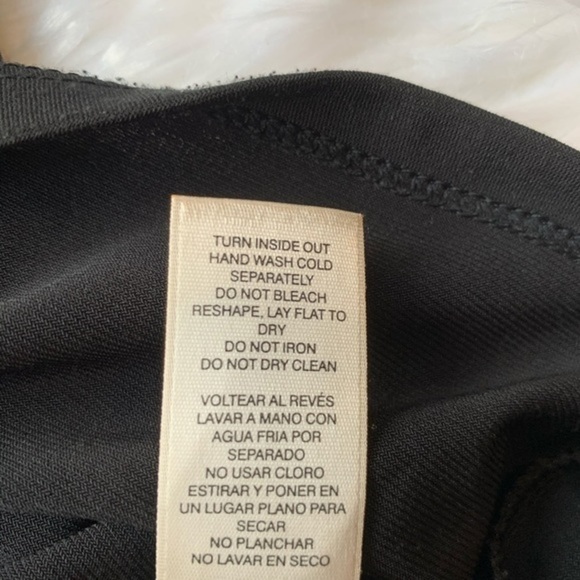 TURN INSIDE OUT
HAND WASH COLD
SEPARATELY
DO NOT BLEACH
RESHAPE, LAY FLAT TO
DRY
DO NOT IRON
DO NOT DRY CLEAN
VOLTEAR AL REVÉS
LAVAR A MANO CON
AGUA FRIA POR
SEPARADO
NO USAR CLORO
ESTIRAR Y PONER EN
UN LUGAR PLANO PARA
SECAR
NO PLANCHAR
NO LAVAR EN SECO